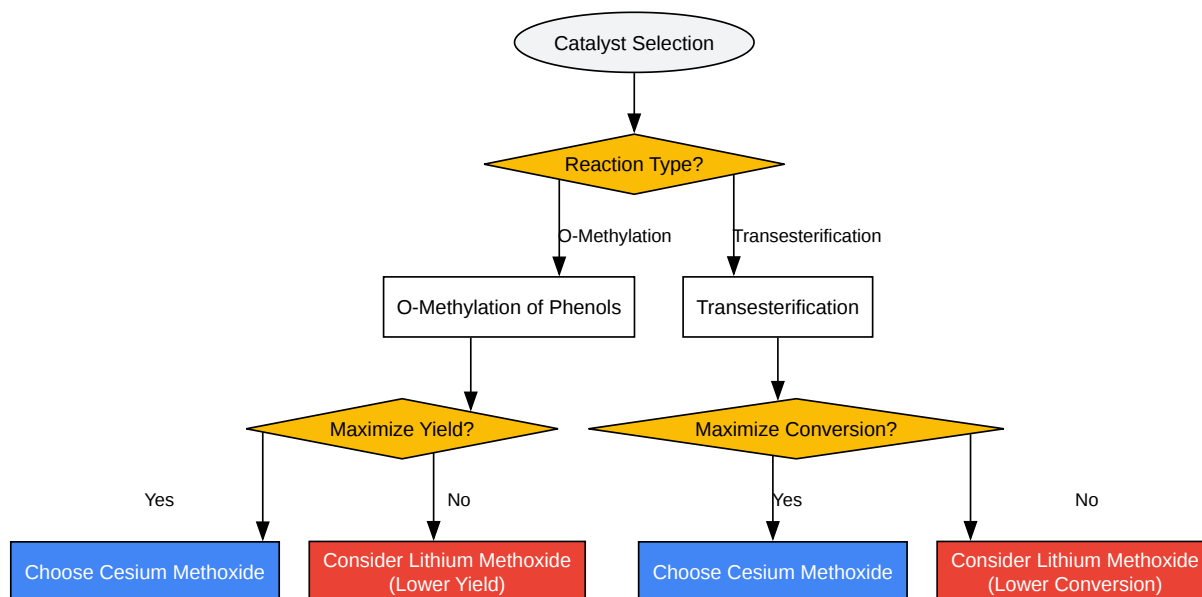 Catalyst Selection
Reaction Type?
O-Methylation
Transesterification
O-Methylation of Phenols
Transesterification
Maximize Yield?
Maximize Conversion?
Yes
No
Yes
No
Choose Cesium Methoxide
Consider Lithium Methoxide
(Lower Yield)
Choose Cesium Methoxide
Consider Lithium Methoxide
(Lower Conversion)